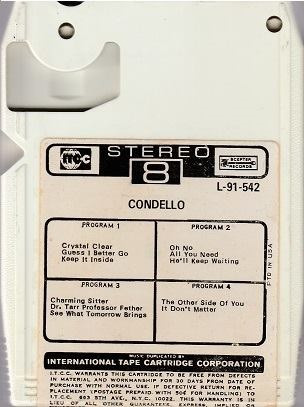 ITCC
STEREO
8
SCEPTER
RECORDS
L-91-542
CONDELLO
PROGRAM 1
Crystal Clear
Guess I Better Go
Keep It Inside
PROGRAM
Oh No
All You Need
He'll Keep Waiting
PROGRAM
Charming Sitter
Dr. Tarr Professor Fether
See What Tomorrow Brings
PROGRAM 4
The Other Side Of You
It Don't Matter
PTD IN USA
MUSIC DUPLICATED BY
INTERNATIONAL TAPE CARTRIDGE CORPORATION
I.T.C.C. WARRANTS THIS CARTRIDGE TO BE FREE FROM DEFECTS
IN MATERIAL AND WORKMANSHIP FOR 30 DAYS FROM DATE OF
PURCHASE WITH NORMAL USE. IF DEFECTIVE RETURN FOR RE-
PLACEMENT (POSTAGE PREPAID WITH 50¢ FOR HANDLING) TO
I.T.C.C. 663 5TH AVE., N.Y.C. 10022. THIS WARRANTY IS IN
LIEU OF ALL OTHER GUARANTEES, EXPRESS, IMPLIED OR